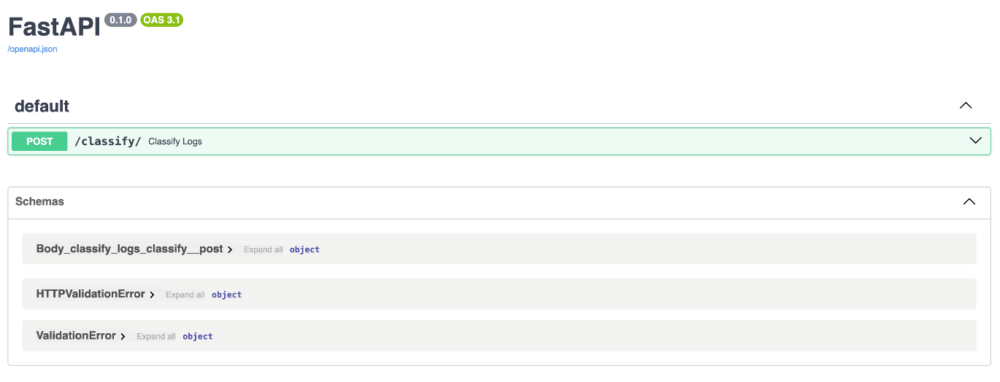 FastAPI 0.1.0 OAS 3.1
/openapi.json
default
POST /classify/ Classify Logs
Schemas
Body_classify_logs_classify__post Expand all object
HTTPValidationError Expand all object
ValidationError Expand all object